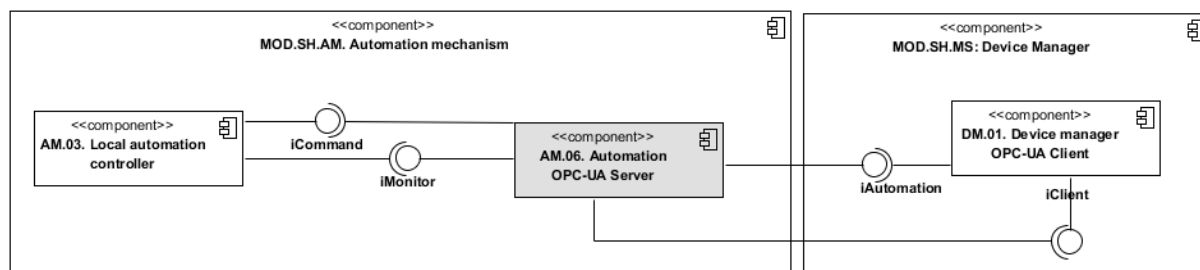 <<component>>
MOD.SH.AM. Automation mechanism
<<component>>
AM.03. Local automation
controller
iCommand
iMonitor
<<component>>
AM.06. Automation
OPC-UA Server
<<component>>
MOD.SH.MS: Device Manager
<<component>>
DM.01. Device manager
OPC-UA Client
iAutomation
iClient